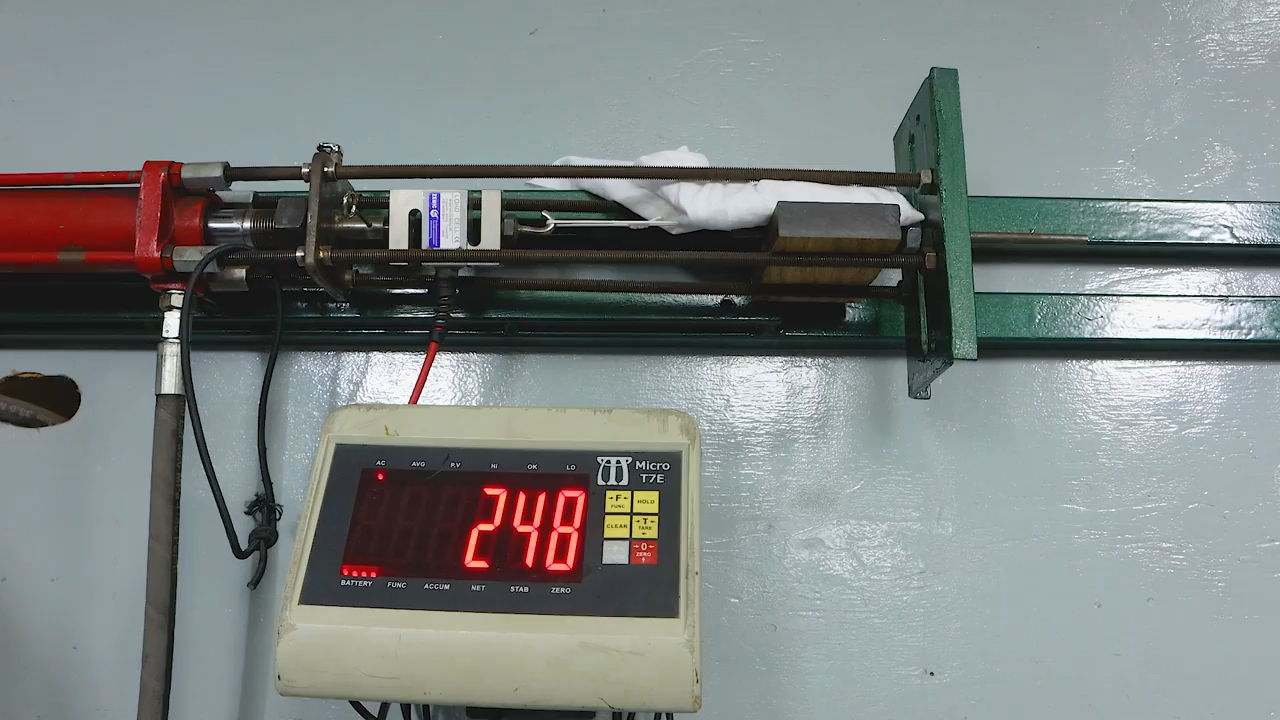 ZEMIC
AC AVG P.V Hi OK LO
Micro
T7E
248
F
FUNC
HOLD
CLEAR
T
TARE
0
ZERO
BATTERY FUNC ACCUM NET STAB ZERO